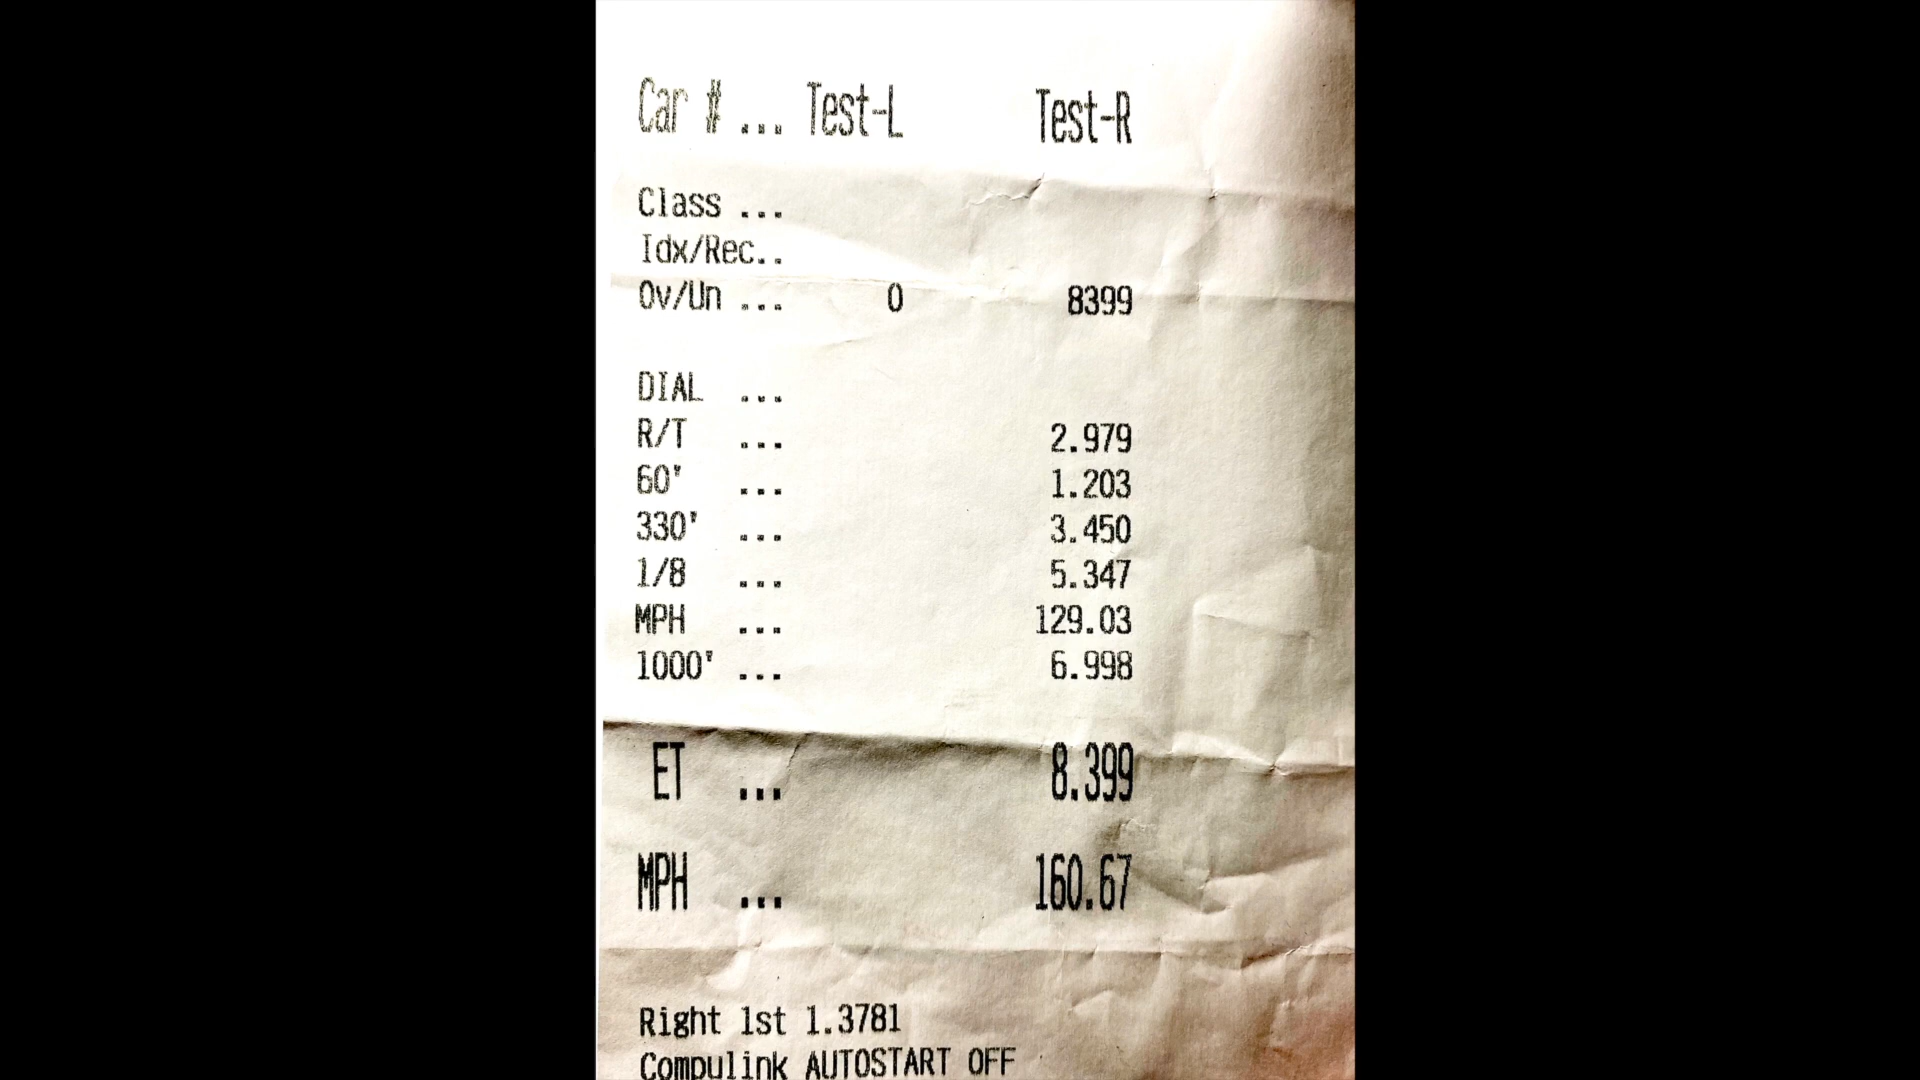 Car # ... Test-L Test-R
Class ...
Idx/Rec..
Ov/Un ... 0 8399
DIAL ...
R/T ... 2.979
60' ... 1.203
330' ... 3.450
1/8 ... 5.347
MPH ... 129.03
1000' ... 6.998
ET ... 8.399
MPH ... 160.67
Right 1st 1.3781
Compulink AUTOSTART OFF